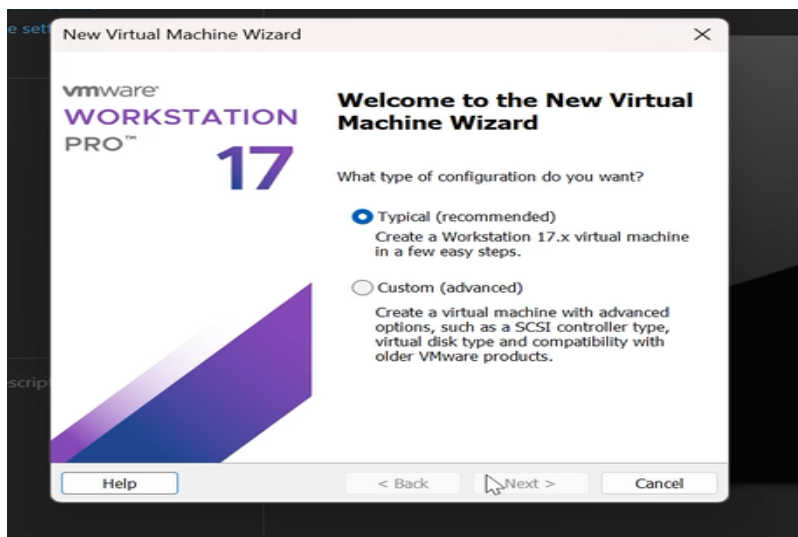 e set
New Virtual Machine Wizard
vmware
WORKSTATION
PRO™
17
Welcome to the New Virtual
Machine Wizard
What type of configuration do you want?
Typical (recommended)
Create a Workstation 17.x virtual machine
in a few easy steps.
Custom (advanced)
Create a virtual machine with advanced
options, such as a SCSI controller type,
virtual disk type and compatibility with
older VMware products.
script
Help
< Back
Next >
Cancel